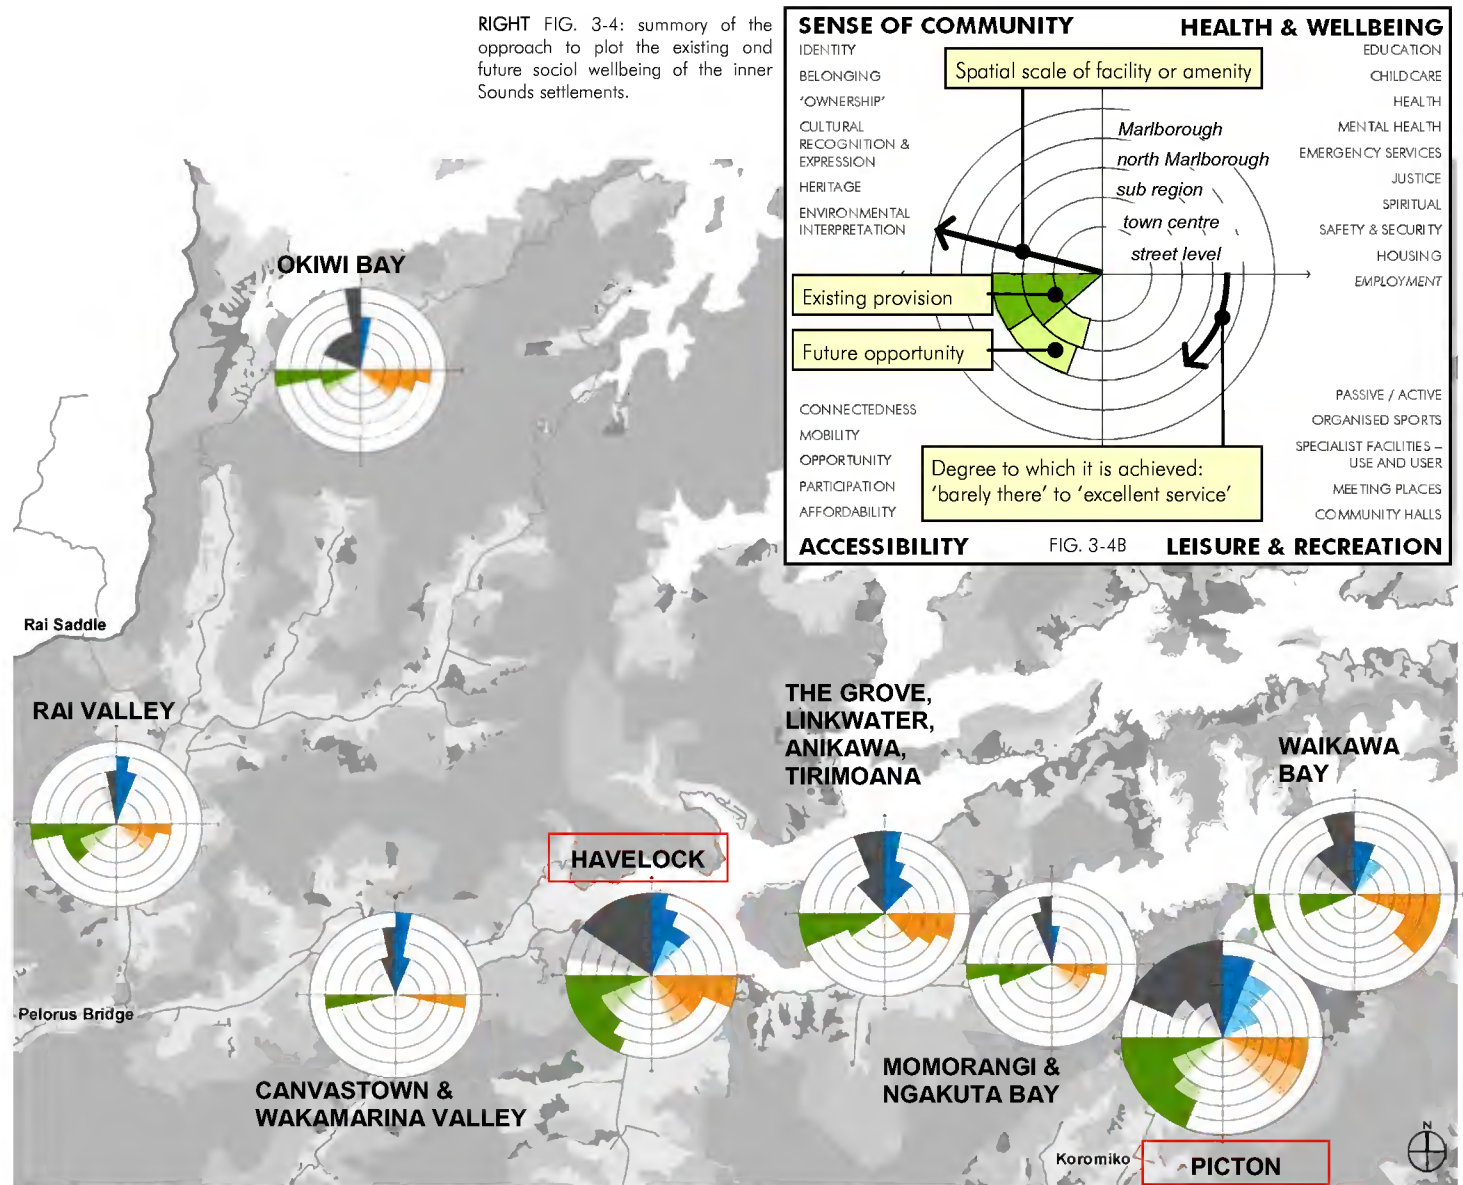 RIGHT FIG. 3-4: summary of the
approach to plot the existing ond
future sociol wellbeing of the inner
Sounds settlements.
SENSE OF COMMUNITY
HEALTH & WELLBEING
IDENTITY
BELONGING
'OWNERSHIP'
CULTURAL
RECOGNITION &
EXPRESSION
HERITAGE
ENVIRONMENTAL
INTERPRETATION
EDUCATION
CHILDCARE
HEALTH
MENTAL HEALTH
EMERGENCY SERVICES
JUSTICE
SPIRITUAL
SAFETY & SECURITY
HOUSING
EMPLOYMENT
Spatial scale of facility or amenity
Marlborough
north Marlborough
sub region
town centre
street level
Existing provision
Future opportunity
CONNECTEDNESS
MOBILITY
OPPORTUNITY
PARTICIPATION
AFFORDABILITY
Degree to which it is achieved:
'barely there' to 'excellent service'
PASSIVE / ACTIVE
ORGANISED SPORTS
SPECIALIST FACILITIES –
USE AND USER
MEETING PLACES
COMMUNITY HALLS
ACCESSIBILITY
FIG. 3-4B
LEISURE & RECREATION
OKIWI BAY
Rai Saddle
RAI VALLEY
THE GROVE,
LINKWATER,
ANIKAWA,
TIRIMOANA
WAIKAWA
BAY
HAVELOCK
Pelorus Bridge
CANVASTOWN &
WAKAMARINA VALLEY
MOMORANGI &
NGAKUTA BAY
Koromiko
PICTON
N